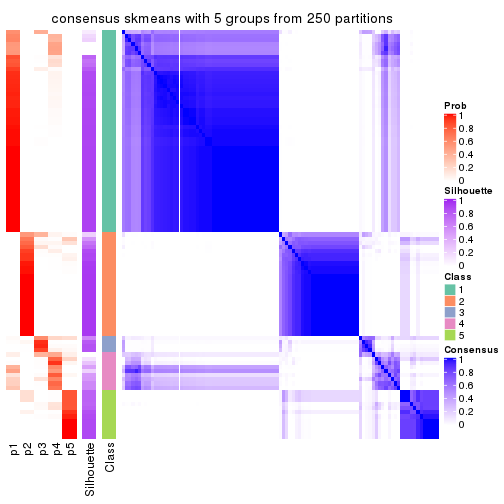 consensus skmeans with 5 groups from 250 partitions
p1
p2
p3
p4
p5
Silhouette
Class
Prob
1
0.8
0.6
0.4
0.2
0
Silhouette
1
0.8
0.6
0.4
0.2
0
Class
1
2
3
4
5
Consensus
1
0.8
0.6
0.4
0.2
0